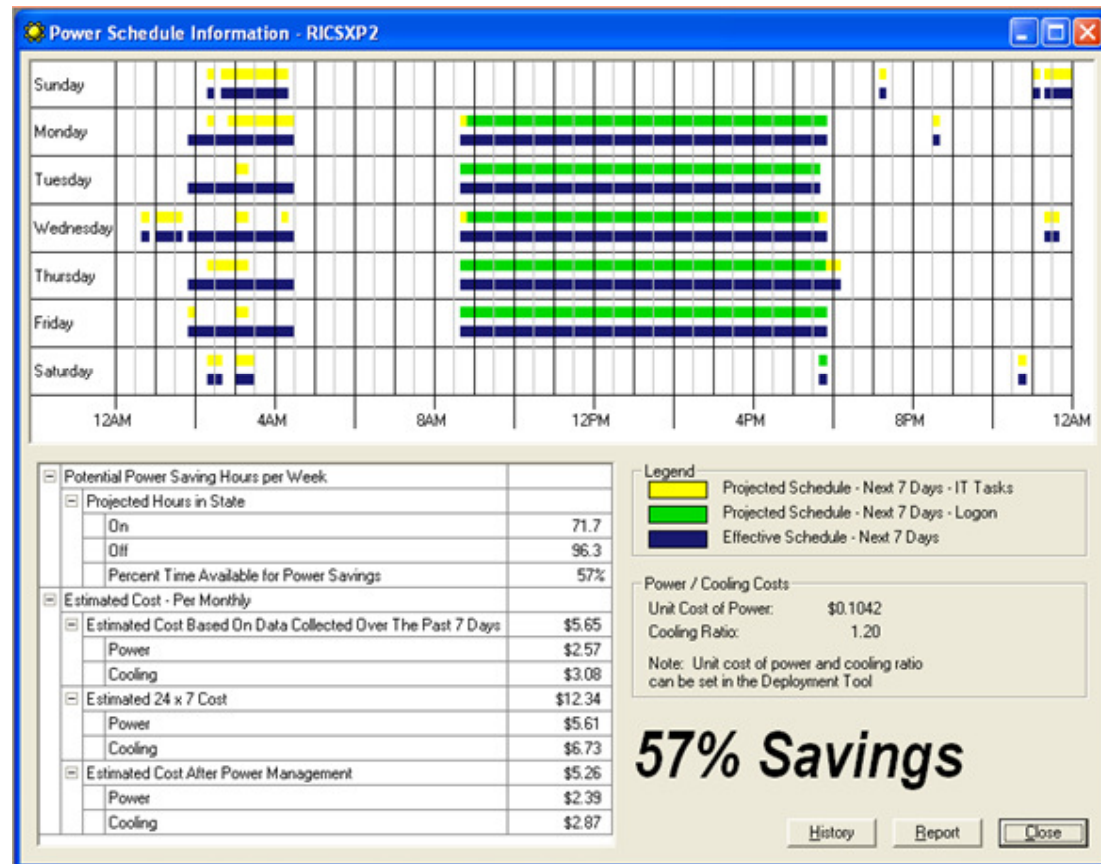 Power Schedule Information - RICSXP2
Sunday
Monday
Tuesday
Wednesday
Thursday
Friday
Saturday
12AM 4AM 8AM 12PM 4PM 8PM 12AM
Potential Power Saving Hours per Week
Projected Hours in State
On 71.7
Off 96.3
Percent Time Available for Power Savings 57%
Estimated Cost - Per Monthly
Estimated Cost Based On Data Collected Over The Past 7 Days $5.65
Power $2.57
Cooling $3.08
Estimated 24 x 7 Cost $12.34
Power $5.61
Cooling $6.73
Estimated Cost After Power Management $5.26
Power $2.39
Cooling $2.87
Legend
Projected Schedule - Next 7 Days - IT Tasks
Projected Schedule - Next 7 Days - Logon
Effective Schedule - Next 7 Days
Power / Cooling Costs
Unit Cost of Power: $0.1042
Cooling Ratio: 1.20
Note: Unit cost of power and cooling ratio
can be set in the Deployment Tool
57% Savings
History Report Close